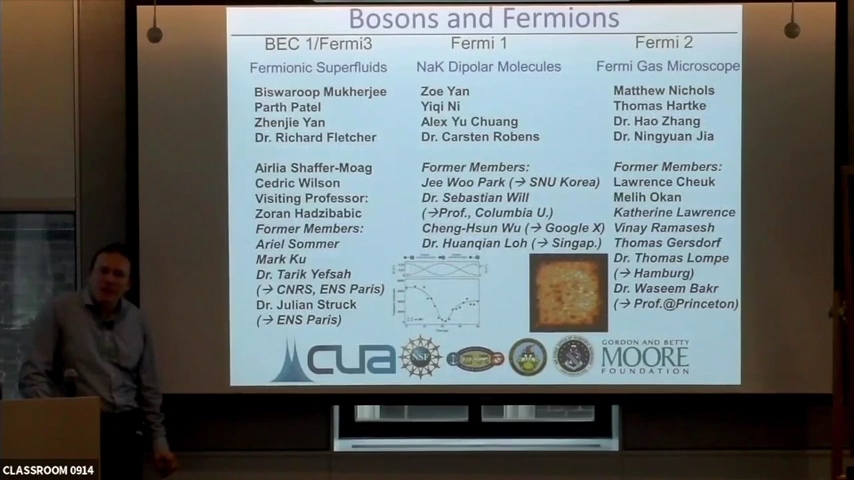 Bosons and Fermions
BEC 1/Fermi3
Fermionic Superfluids
Biswaroop Mukherjee
Parth Patel
Zhenjie Yan
Dr. Richard Fletcher
Airlia Shaffer-Moag
Cedric Wilson
Visiting Professor:
Zoran Hadzibabic
Former Members:
Ariel Sommer
Mark Ku
Dr. Tarik Yefsah
(→ CNRS, ENS Paris)
Dr. Julian Struck
(→ ENS Paris)
Fermi 1
NaK Dipolar Molecules
Zoe Yan
Yiqi Ni
Alex Yu Chuang
Dr. Carsten Robens
Former Members:
Jee Woo Park (→ SNU Korea)
Dr. Sebastian Will
(→Prof., Columbia U.)
Cheng-Hsun Wu (→ Google X)
Dr. Huanqian Loh (→ Singap.)
Fermi 2
Fermi Gas Microscope
Matthew Nichols
Thomas Hartke
Dr. Hao Zhang
Dr. Ningyuan Jia
Former Members:
Lawrence Cheuk
Melih Okan
Katherine Lawrence
Vinay Ramasesh
Thomas Gersdorf
Dr. Thomas Lompe
(→ Hamburg)
Dr. Waseem Bakr
(→ Prof.@Princeton)
CUA
NSF
GORDON AND BETTY
MOORE
FOUNDATION
CLASSROOM 0914